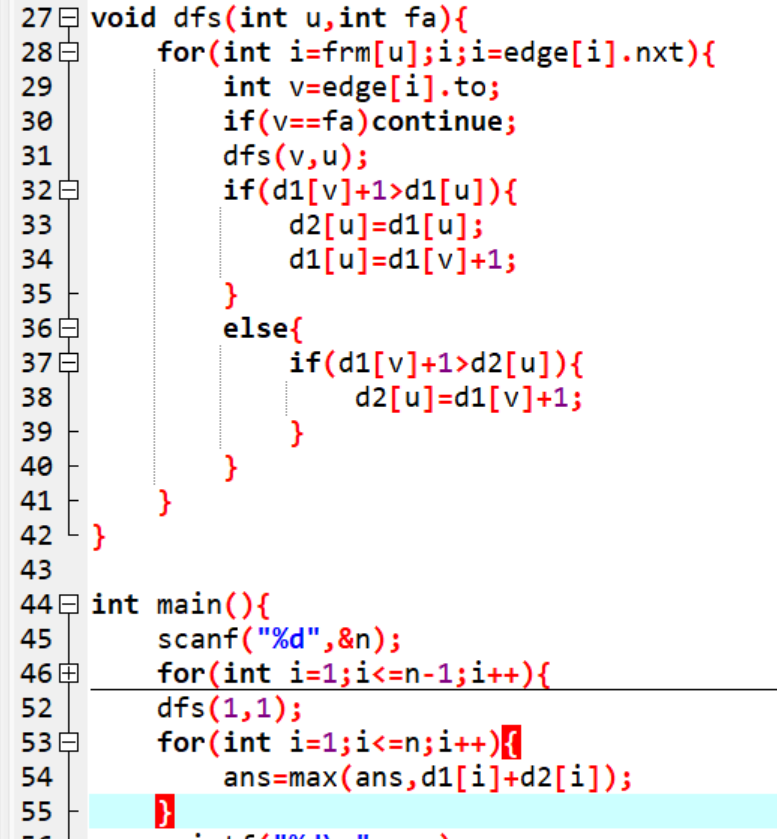 27 void dfs(int u,int fa){
28     for(int i=frm[u];i;i=edge[i].nxt){
29         int v=edge[i].to;
30         if(v==fa)continue;
31         dfs(v,u);
32         if(d1[v]+1>d1[u]){
33             d2[u]=d1[u];
34             d1[u]=d1[v]+1;
35         }
36         else{
37             if(d1[v]+1>d2[u]){
38                 d2[u]=d1[v]+1;
39             }
40         }
41     }
42 }
43
44 int main(){
45     scanf("%d",&n);
46     for(int i=1;i<=n-1;i++){
52     dfs(1,1);
53     for(int i=1;i<=n;i++){
54         ans=max(ans,d1[i]+d2[i]);
55     }